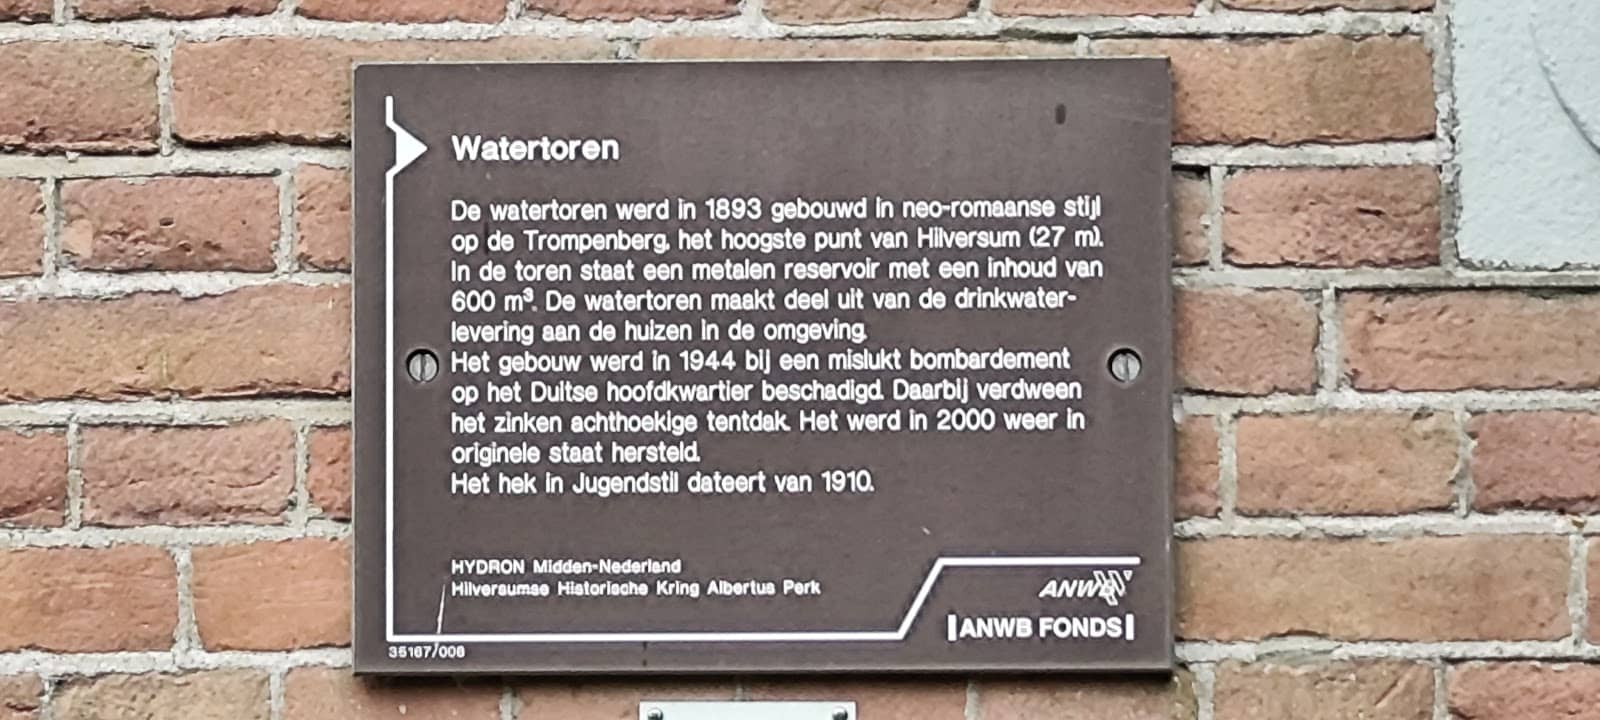 Watertoren
De watertoren werd in 1893 gebouwd in neo-romaanse stijl
op de Trompenberg, het hoogste punt van Hilversum (27 m).
In de toren staat een metalen reservoir met een inhoud van
600 m³. De watertoren maakt deel uit van de drinkwater-
levering aan de huizen in de omgeving.
Het gebouw werd in 1944 bij een mislukt bombardement
op het Duitse hoofdkwartier beschadigd. Daarbij verdween
het zinken achthoekige tentdak. Het werd in 2000 weer in
originele staat hersteld.
Het hek in Jugendstil dateert van 1910.
HYDRON Midden-Nederland
Hilversumse Historische Kring Albertus Perk
ANWB
ANWB FONDS
35167/006